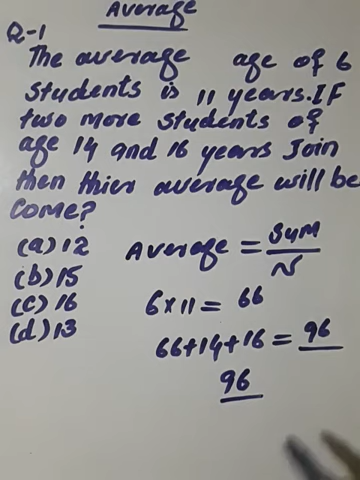 Average
Q-1
The average age of 6
students is 11 years. IF
two more students of
age 14 and 16 years Join
then thier average will be
come?
(a) 12
(b) 15
(c) 16
(d) 13
Average = SUM / N
6 x 11 = 66
66+14+16 = 96
96